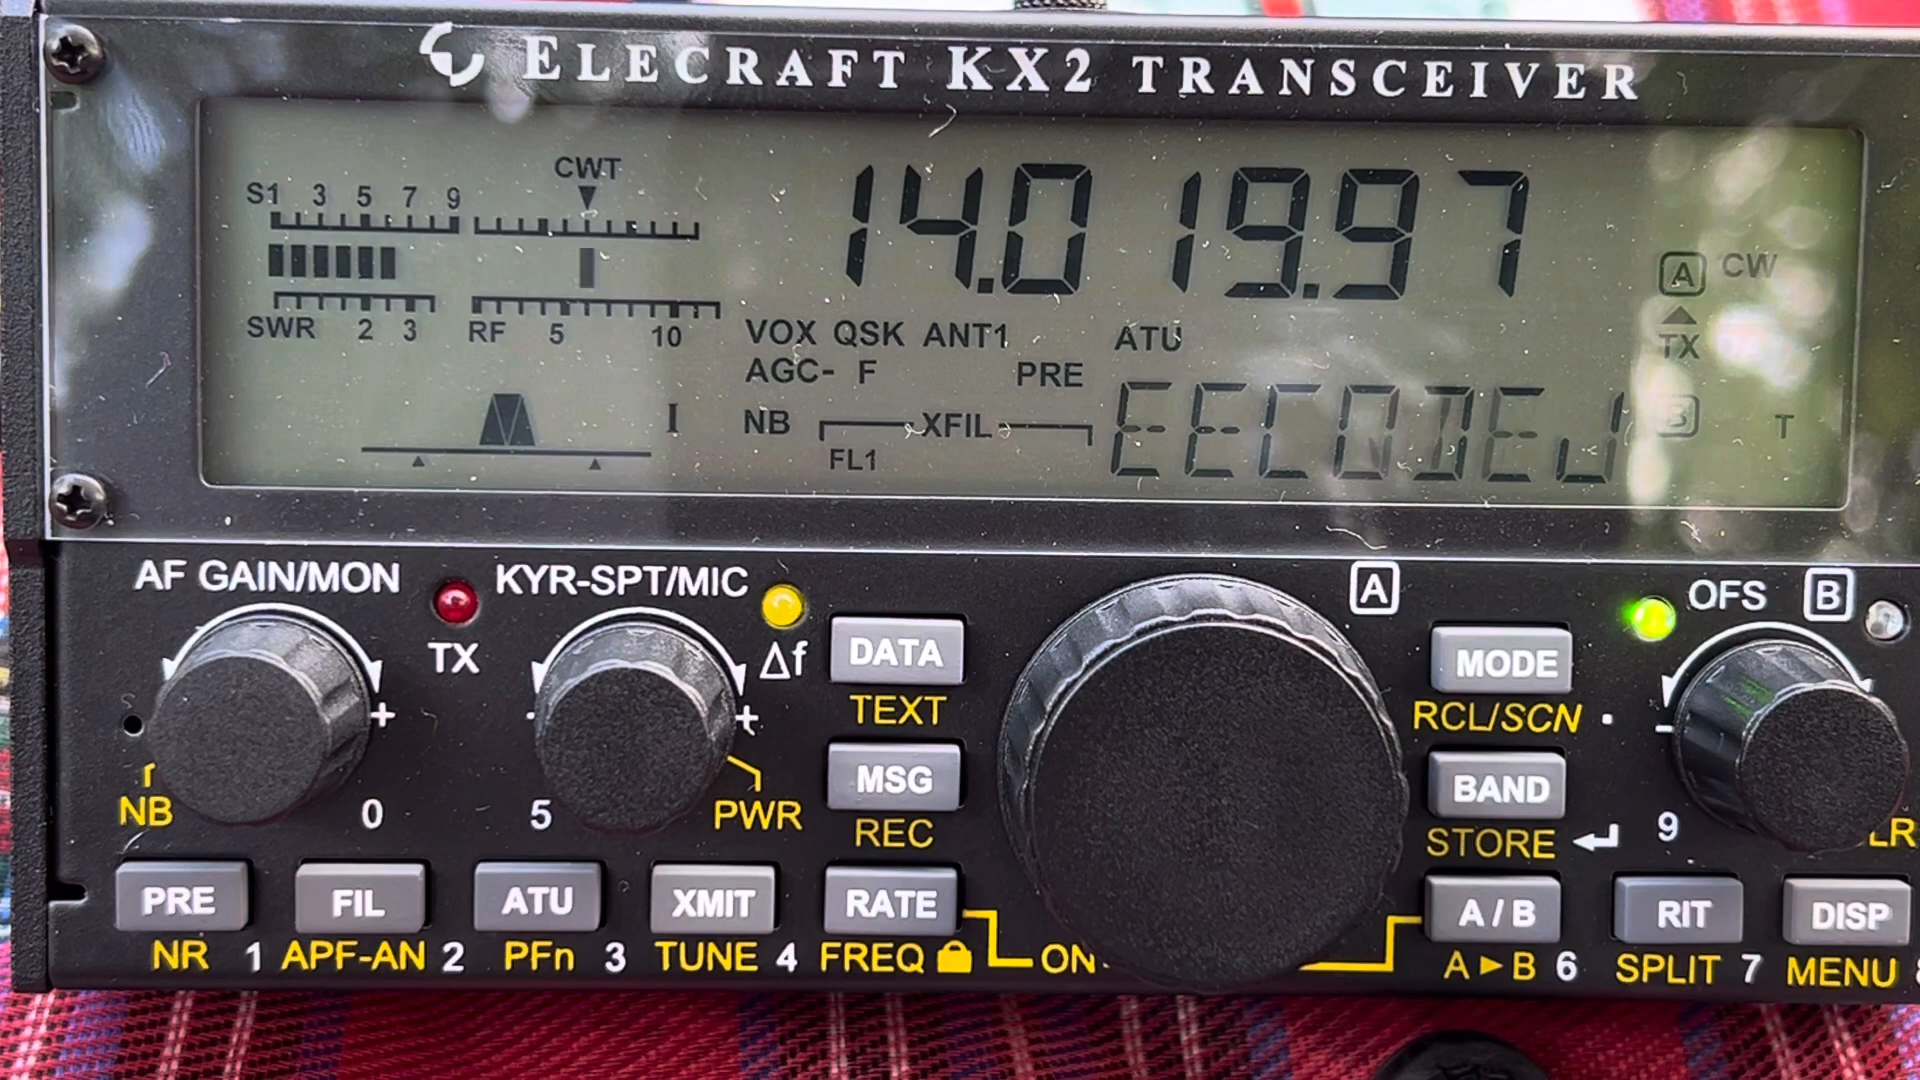 ELECRAFT KX2 TRANSCEIVER
CWT
S1 3 5 7 9
14.019.97
A CW
SWR 2 3 RF 5 10
VOX QSK ANT1 ATU
TX
AGC- F PRE
I NB XFIL B T
FL1
AF GAIN/MON KYR-SPT/MIC A OFS B
TX Δf DATA MODE
TEXT RCL/SCN .
- + - + -
MSG BAND
NB 0 5 PWR REC STORE 9
PRE FIL ATU XMIT RATE A/B RIT DISP
NR 1 APF-AN 2 PFn 3 TUNE 4 FREQ ON A►B 6 SPLIT 7 MENU